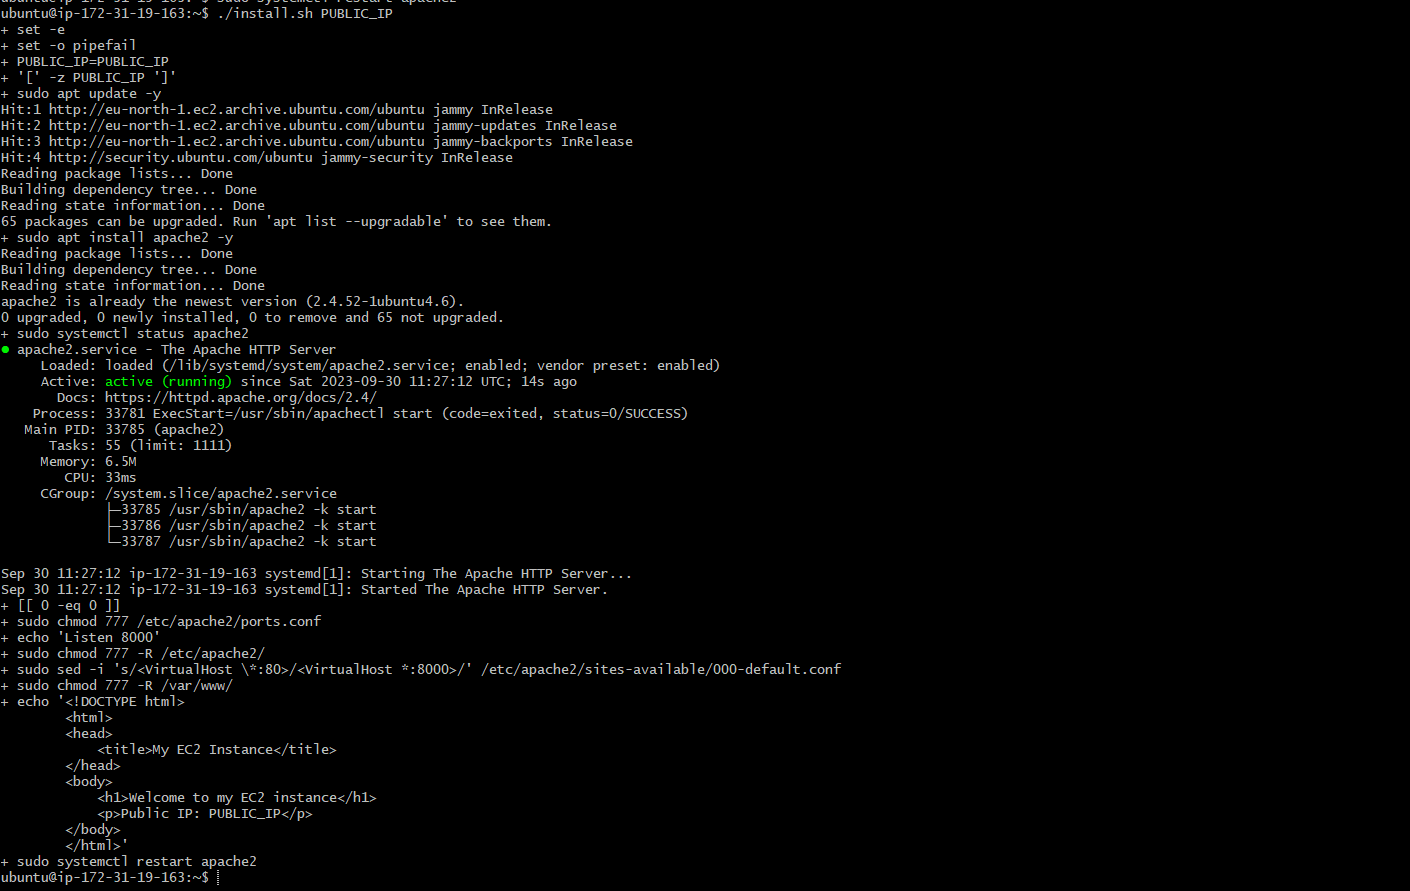 ubuntu@ip-172-31-19-163:~$ sudo systemctl restart apache2
ubuntu@ip-172-31-19-163:~$ ./install.sh PUBLIC_IP
+ set -e
+ set -o pipefail
+ PUBLIC_IP=PUBLIC_IP
+ '[' -z PUBLIC_IP ']'
+ sudo apt update -y
Hit:1 http://eu-north-1.ec2.archive.ubuntu.com/ubuntu jammy InRelease
Hit:2 http://eu-north-1.ec2.archive.ubuntu.com/ubuntu jammy-updates InRelease
Hit:3 http://eu-north-1.ec2.archive.ubuntu.com/ubuntu jammy-backports InRelease
Hit:4 http://security.ubuntu.com/ubuntu jammy-security InRelease
Reading package lists... Done
Building dependency tree... Done
Reading state information... Done
65 packages can be upgraded. Run 'apt list --upgradable' to see them.
+ sudo apt install apache2 -y
Reading package lists... Done
Building dependency tree... Done
Reading state information... Done
apache2 is already the newest version (2.4.52-1ubuntu4.6).
0 upgraded, 0 newly installed, 0 to remove and 65 not upgraded.
+ sudo systemctl status apache2
● apache2.service - The Apache HTTP Server
     Loaded: loaded (/lib/systemd/system/apache2.service; enabled; vendor preset: enabled)
     Active: active (running) since Sat 2023-09-30 11:27:12 UTC; 14s ago
       Docs: https://httpd.apache.org/docs/2.4/
    Process: 33781 ExecStart=/usr/sbin/apachectl start (code=exited, status=0/SUCCESS)
   Main PID: 33785 (apache2)
      Tasks: 55 (limit: 1111)
     Memory: 6.5M
        CPU: 33ms
     CGroup: /system.slice/apache2.service
             ├─33785 /usr/sbin/apache2 -k start
             ├─33786 /usr/sbin/apache2 -k start
             └─33787 /usr/sbin/apache2 -k start

Sep 30 11:27:12 ip-172-31-19-163 systemd[1]: Starting The Apache HTTP Server...
Sep 30 11:27:12 ip-172-31-19-163 systemd[1]: Started The Apache HTTP Server.
+ [[ 0 -eq 0 ]]
+ sudo chmod 777 /etc/apache2/ports.conf
+ echo 'Listen 8000'
+ sudo chmod 777 -R /etc/apache2/
+ sudo sed -i 's/<VirtualHost \*:80>/<VirtualHost *:8000>/' /etc/apache2/sites-available/000-default.conf
+ sudo chmod 777 -R /var/www/
+ echo '<!DOCTYPE html>
        <html>
        <head>
            <title>My EC2 Instance</title>
        </head>
        <body>
            <h1>Welcome to my EC2 instance</h1>
            <p>Public IP: PUBLIC_IP</p>
        </body>
        </html>'
+ sudo systemctl restart apache2
ubuntu@ip-172-31-19-163:~$